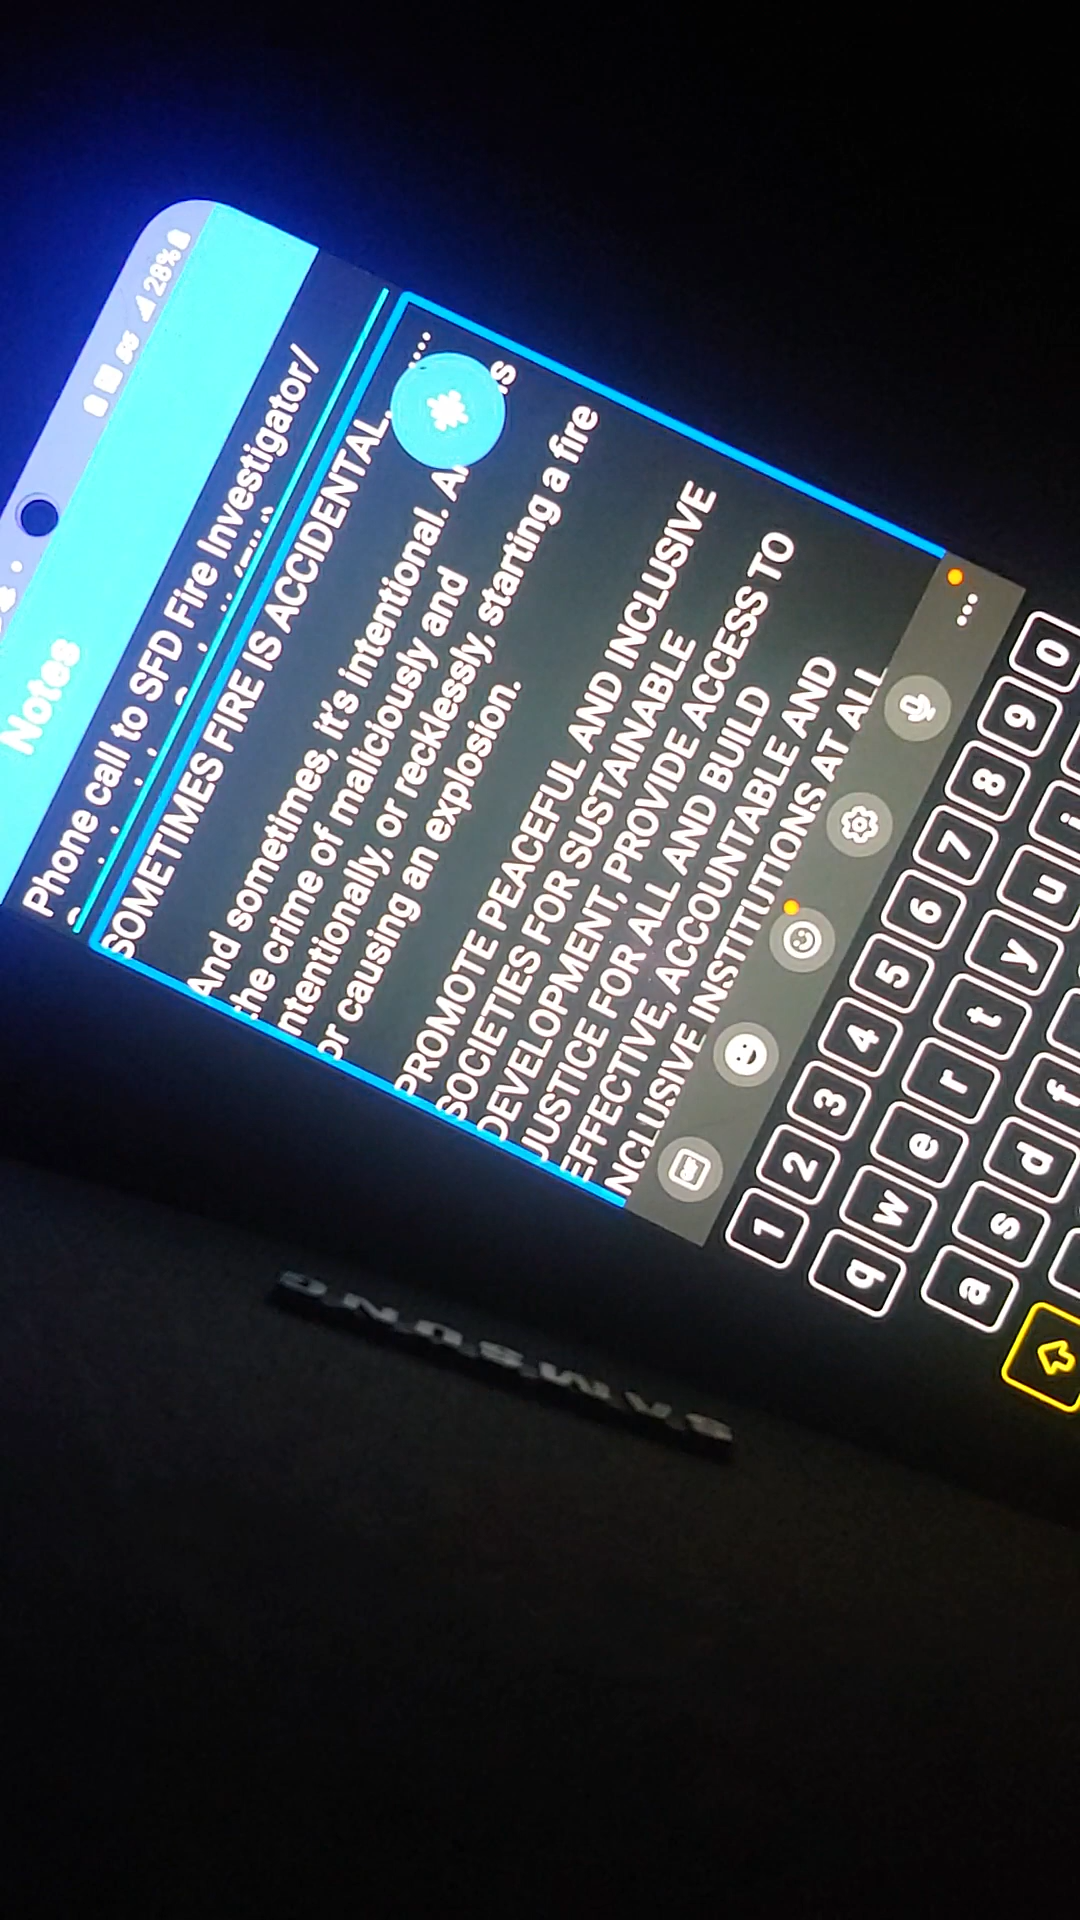 28%
Notes
Phone call to SFD Fire Investigator/
SOMETIMES FIRE IS ACCIDENTAL....
And sometimes, it's intentional.
the crime of maliciously and
intentionally, or recklessly, starting a fire
or causing an explosion.
PROMOTE PEACEFUL AND INCLUSIVE
SOCIETIES FOR SUSTAINABLE
DEVELOPMENT, PROVIDE ACCESS TO
JUSTICE FOR ALL AND BUILD
EFFECTIVE, ACCOUNTABLE AND
INCLUSIVE INSTITUTIONS AT ALL
GIF
1 2 3 4 5 6 7 8 9 0
q w e r t y u i
a s d f
SAMSUNG